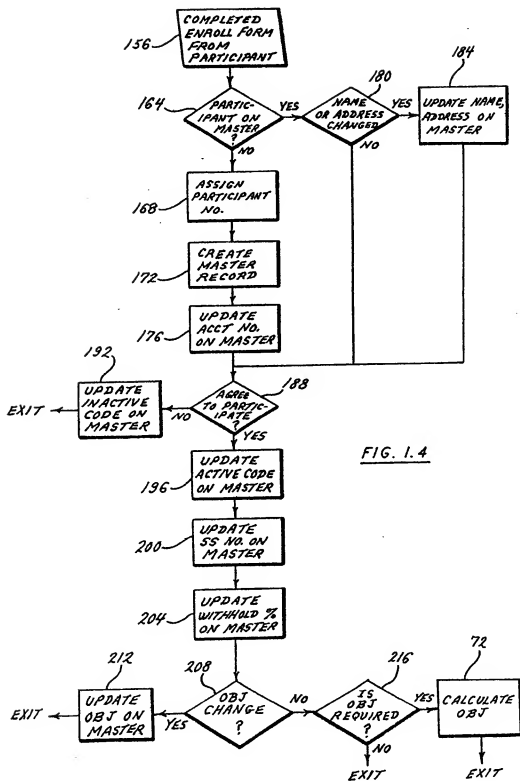 COMPLETED
ENROLL FORM
FROM
PARTICIPANT
156
164
PARTIC-
IPANT ON
MASTER
?
YES
NO
180
NAME
OR ADDRESS
CHANGED
YES
NO
184
UPDATE NAME,
ADDRESS ON
MASTER
168
ASSIGN
PARTICIPANT
NO.
172
CREATE
MASTER
RECORD
176
UPDATE
ACCT NO.
ON MASTER
192
UPDATE
INACTIVE
CODE ON
MASTER
EXIT
188
AGREE
TO PARTIC-
IPATE
?
NO
YES
FIG. 1.4
196
UPDATE
ACTIVE CODE
ON MASTER
200
UPDATE
SS NO. ON
MASTER
204
UPDATE
WITHHOLD %
ON MASTER
212
UPDATE
OBJ ON
MASTER
EXIT
208
OBJ
CHANGE
?
YES
NO
216
IS
OBJ
REQUIRED
?
YES
NO
EXIT
72
CALCULATE
OBJ
EXIT